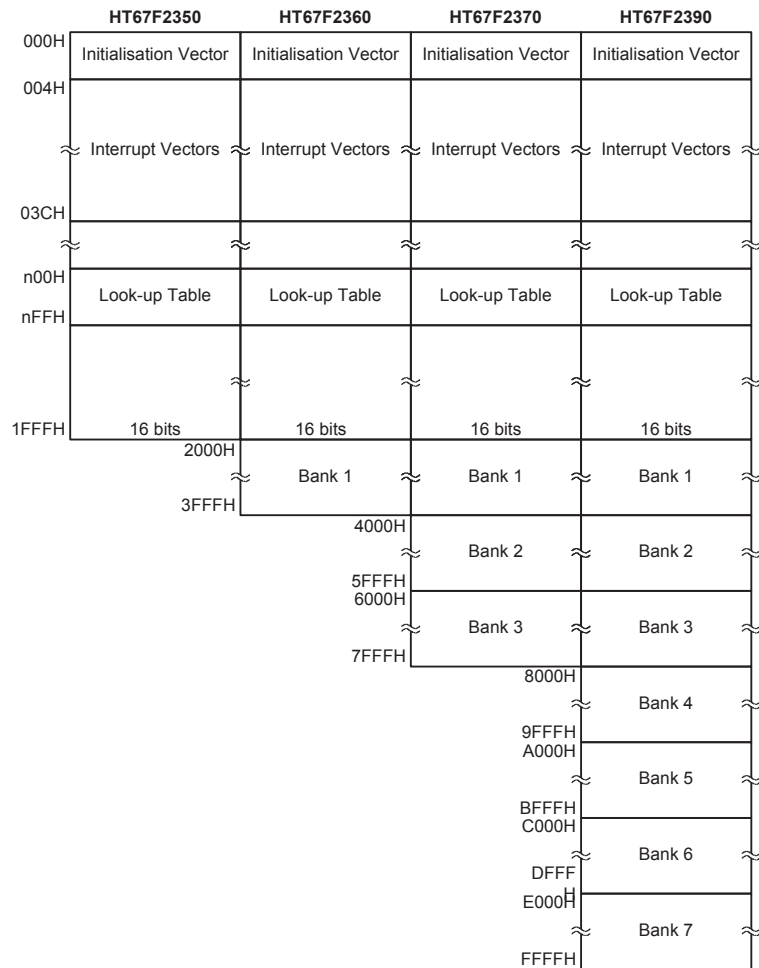 HT67F2350 HT67F2360 HT67F2370 HT67F2390
000H
Initialisation Vector Initialisation Vector Initialisation Vector Initialisation Vector
004H
Interrupt Vectors Interrupt Vectors Interrupt Vectors Interrupt Vectors
03CH
n00H
Look-up Table Look-up Table Look-up Table Look-up Table
nFFH
1FFFH 16 bits 16 bits 16 bits 16 bits
2000H
Bank 1 Bank 1 Bank 1
3FFFH
4000H
Bank 2 Bank 2
5FFFH
6000H
Bank 3 Bank 3
7FFFH
8000H
Bank 4
9FFFH
A000H
Bank 5
BFFFH
C000H
Bank 6
DFFF
H
E000H
Bank 7
FFFFH